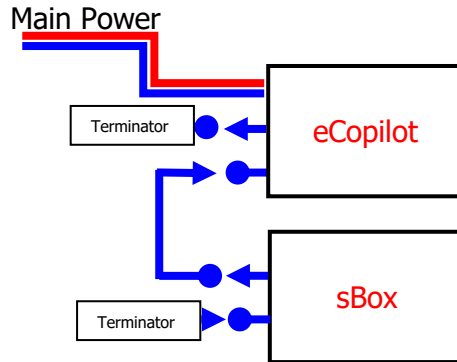 Main Power
Terminator
eCopilot
sBox
Terminator